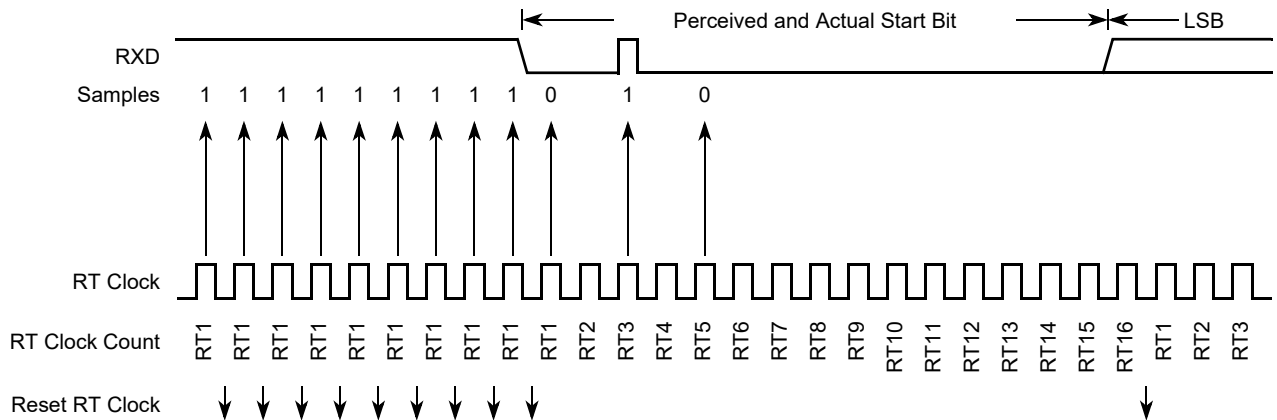 Perceived and Actual Start Bit LSB
RXD
Samples 1 1 1 1 1 1 1 1 1 0 1 0
RT Clock
RT Clock Count RT1 RT1 RT1 RT1 RT1 RT1 RT1 RT1 RT1 RT1 RT2 RT3 RT4 RT5 RT6 RT7 RT8 RT9 RT10 RT11 RT12 RT13 RT14 RT15 RT16 RT1 RT2 RT3
Reset RT Clock